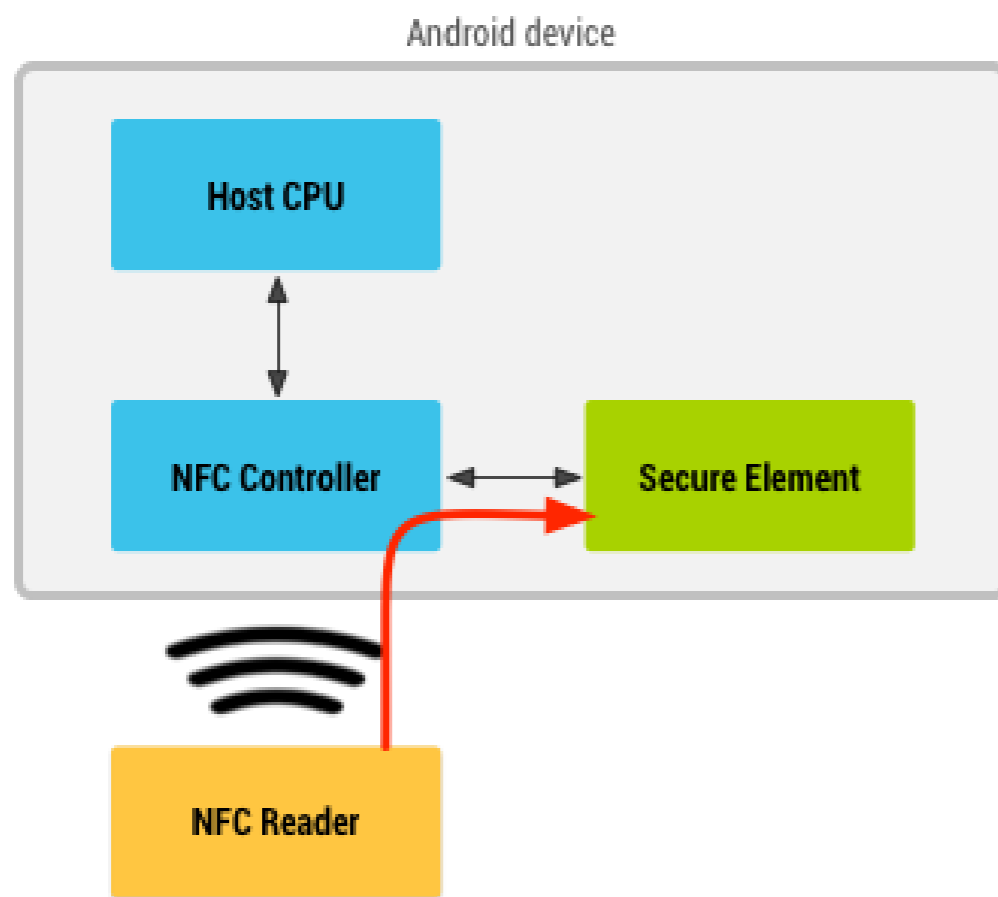 Android device
Host CPU
NFC Controller
Secure Element
NFC Reader